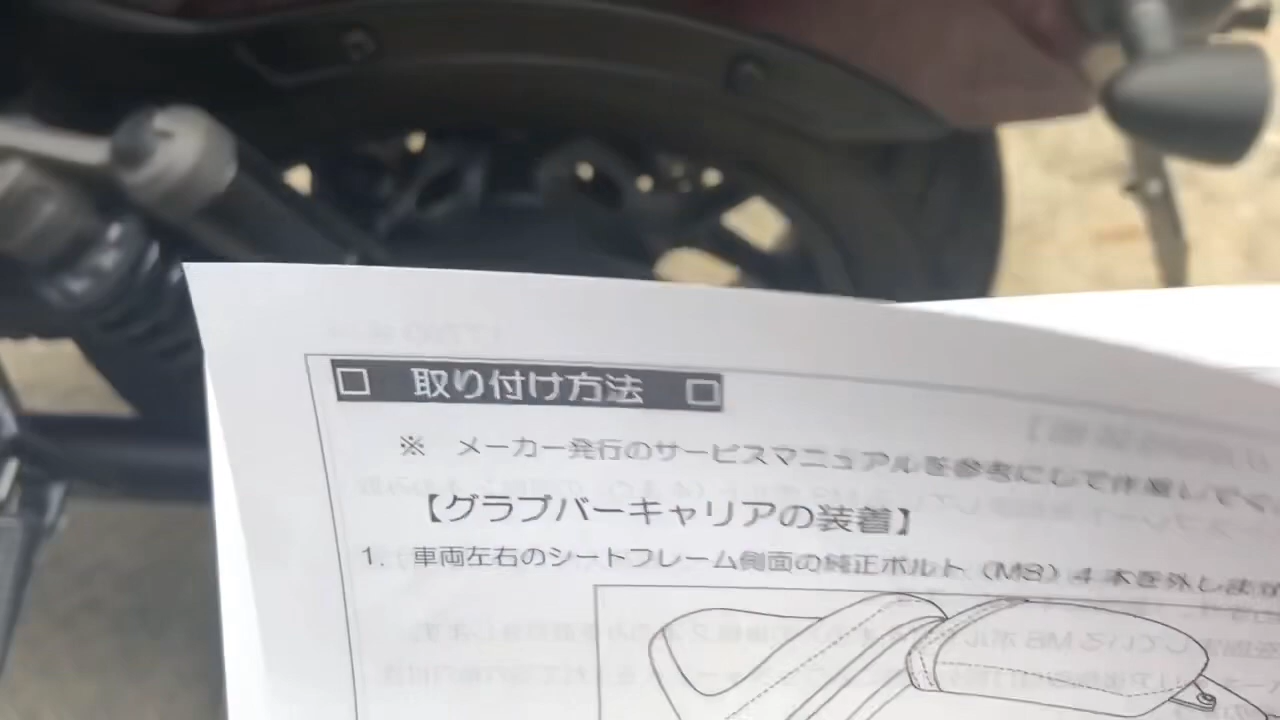 □ 取り付け方法 □
※ メーカー発行のサービスマニュアルを参考にして作業して
【グラブバーキャリアの装着】
1. 車両左右のシートフレーム側面の純正ボルト（M8）4本を外しま